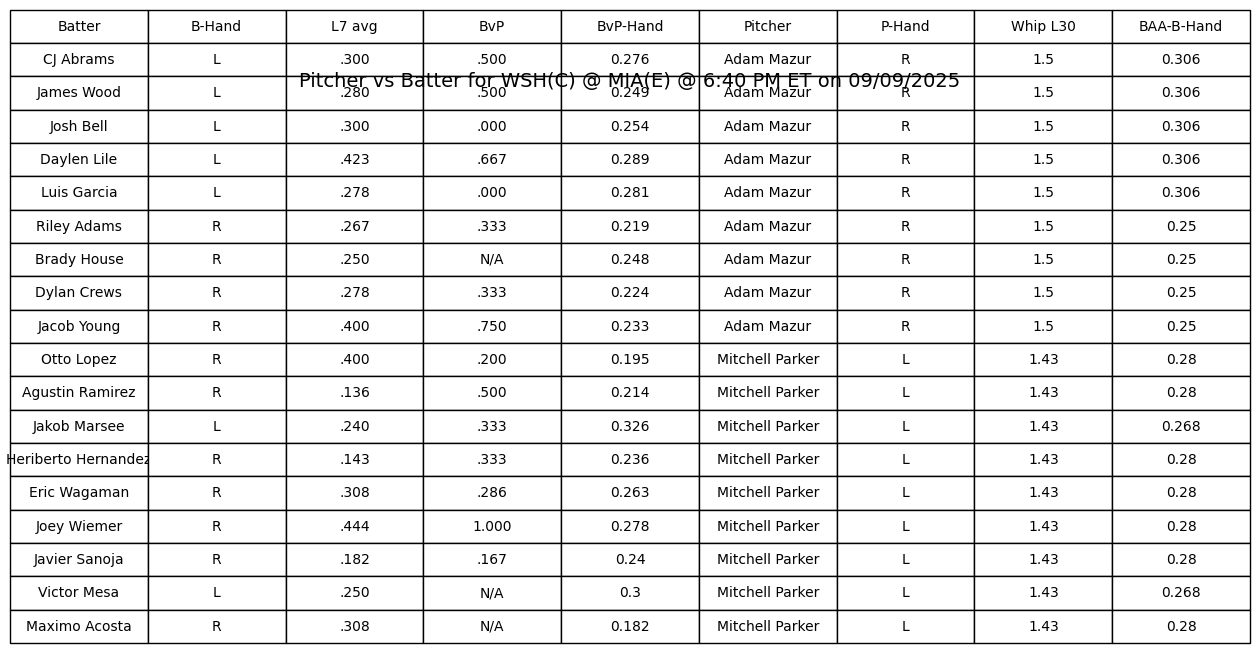 Batter B-Hand L7 avg BvP BvP-Hand Pitcher P-Hand Whip L30 BAA-B-Hand
CJ Abrams L .300 .500 0.276 Adam Mazur R 1.5 0.306
Pitcher vs Batter for WSH(C) @ MIA(E) @ 6:40 PM ET on 09/09/2025
James Wood L .280 .500 0.249 Adam Mazur R 1.5 0.306
Josh Bell L .300 .000 0.254 Adam Mazur R 1.5 0.306
Daylen Lile L .423 .667 0.289 Adam Mazur R 1.5 0.306
Luis Garcia L .278 .000 0.281 Adam Mazur R 1.5 0.306
Riley Adams R .267 .333 0.219 Adam Mazur R 1.5 0.25
Brady House R .250 N/A 0.248 Adam Mazur R 1.5 0.25
Dylan Crews R .278 .333 0.224 Adam Mazur R 1.5 0.25
Jacob Young R .400 .750 0.233 Adam Mazur R 1.5 0.25
Otto Lopez R .400 .200 0.195 Mitchell Parker L 1.43 0.28
Agustin Ramirez R .136 .500 0.214 Mitchell Parker L 1.43 0.28
Jakob Marsee L .240 .333 0.326 Mitchell Parker L 1.43 0.268
Heriberto Hernandez R .143 .333 0.236 Mitchell Parker L 1.43 0.28
Eric Wagaman R .308 .286 0.263 Mitchell Parker L 1.43 0.28
Joey Wiemer R .444 1.000 0.278 Mitchell Parker L 1.43 0.28
Javier Sanoja R .182 .167 0.24 Mitchell Parker L 1.43 0.28
Victor Mesa L .250 N/A 0.3 Mitchell Parker L 1.43 0.268
Maximo Acosta R .308 N/A 0.182 Mitchell Parker L 1.43 0.28